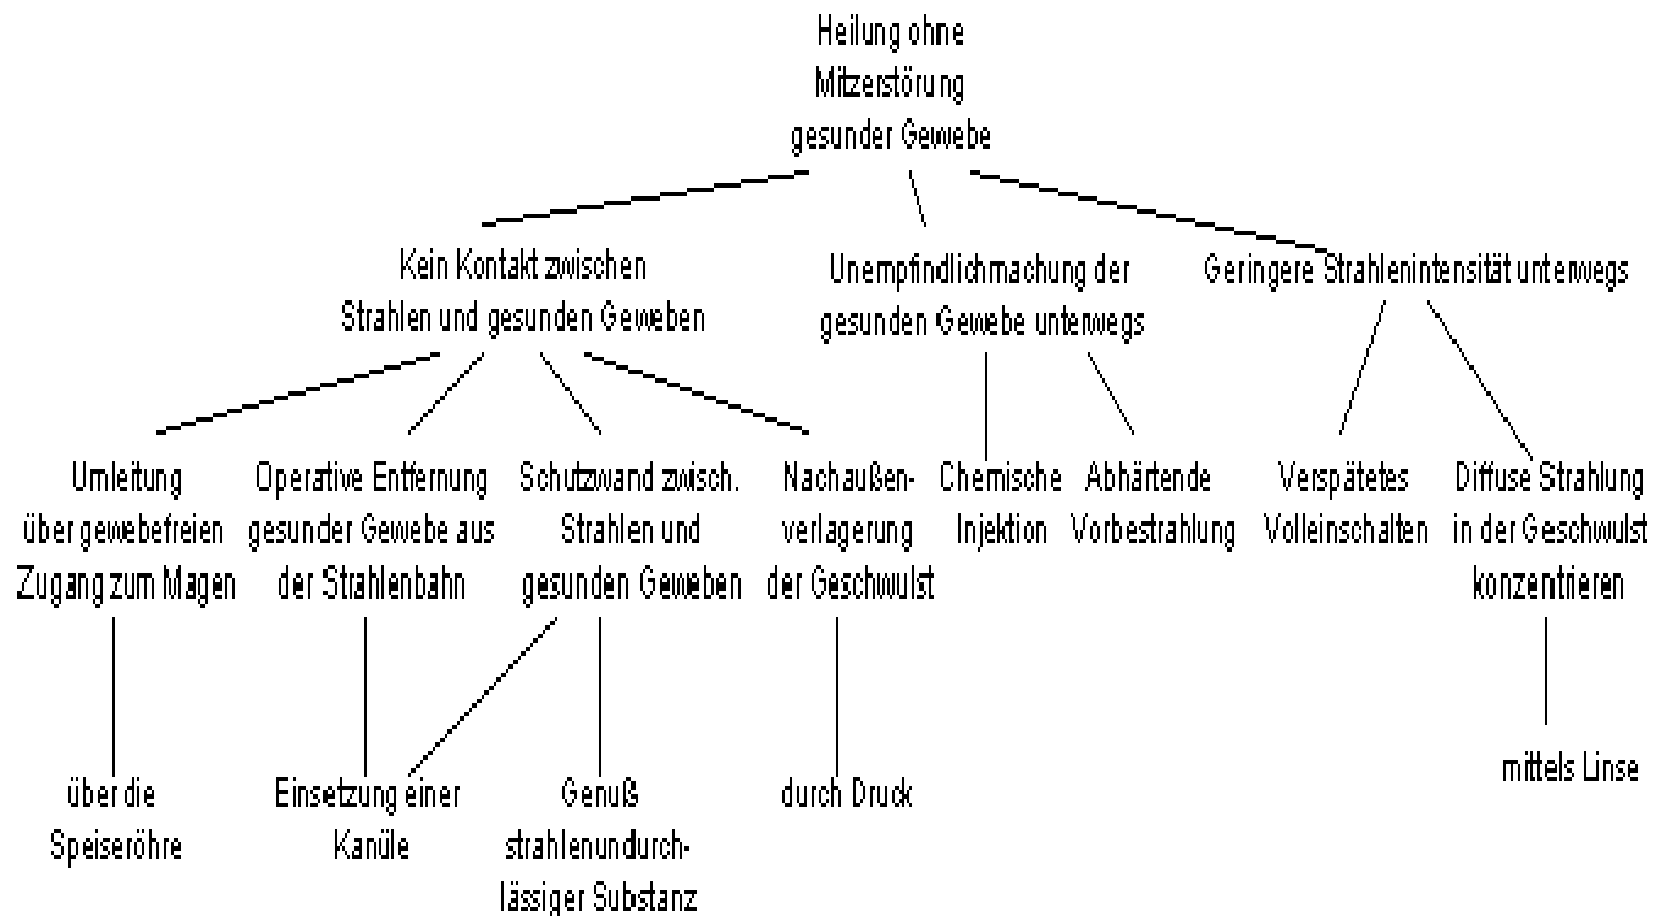 Heilung ohne
Mitzerstörung
gesunder Gewebe
Kein Kontakt zwischen
Strahlen und gesunden Geweben
Unempfindlichmachung der
gesunden Gewebe unterwegs
Geringere Strahlenintensität unterwegs
Umleitung
über gewebefreien
Zugang zum Magen
Operative Entfernung
gesunder Gewebe aus
der Strahlenbahn
Schutzwand zwisch.
Strahlen und
gesunden Geweben
Nachaußen-
verlagerung
der Geschwulst
Chemische
Injektion
Abhärtende
Vorbestrahlung
Verspätetes
Volleinschalten
Diffuse Strahlung
in der Geschwulst
konzentrieren
über die
Speiseröhre
Einsetzung einer
Kanüle
Genuß
strahlenundurch-
lässiger Substanz
durch Druck
mittels Linse